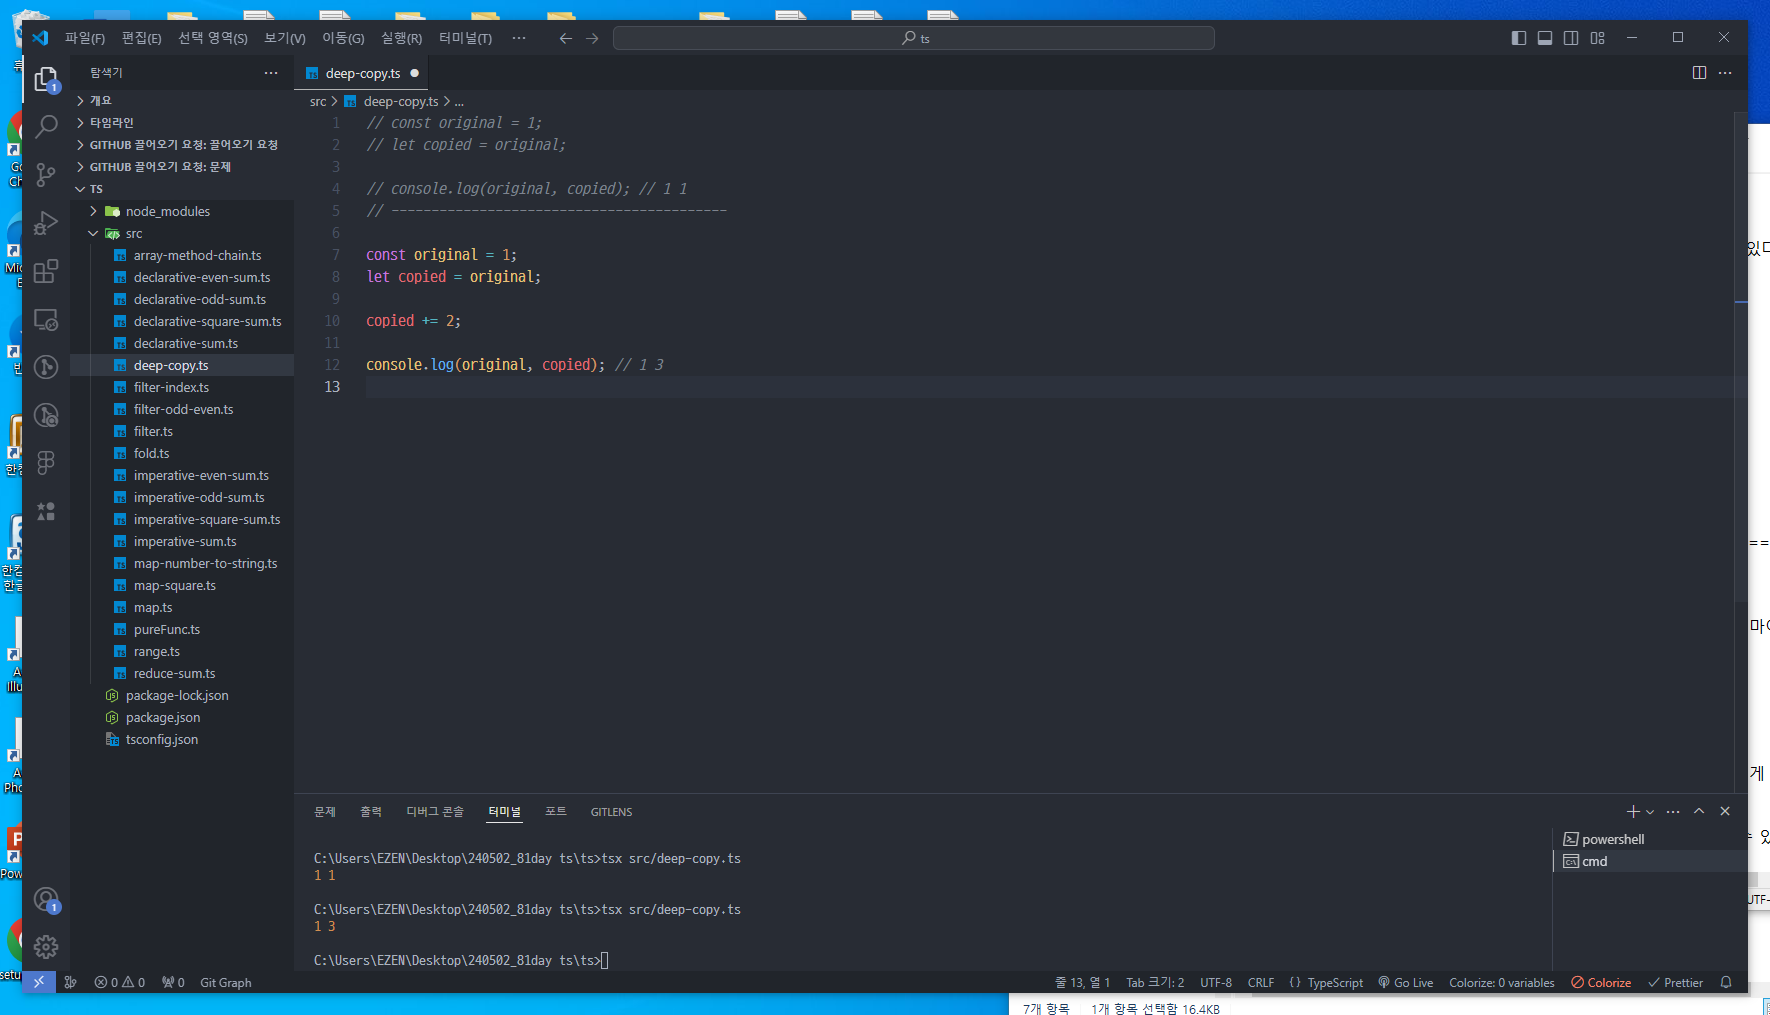 파일(F) 편집(E) 선택 영역(S) 보기(V) 이동(G) 실행(R) 터미널(T) ··· ts
탐색기 ···
개요
타임라인
GITHUB 끌어오기 요청: 끌어오기 요청
GITHUB 끌어오기 요청: 문제
TS
node_modules
src
array-method-chain.ts
declarative-even-sum.ts
declarative-odd-sum.ts
declarative-square-sum.ts
declarative-sum.ts
deep-copy.ts
filter-index.ts
filter-odd-even.ts
filter.ts
fold.ts
imperative-even-sum.ts
imperative-odd-sum.ts
imperative-square-sum.ts
imperative-sum.ts
map-number-to-string.ts
map-square.ts
map.ts
pureFunc.ts
range.ts
reduce-sum.ts
package-lock.json
package.json
tsconfig.json
TS deep-copy.ts
src > TS deep-copy.ts > ...
1 // const original = 1;
2 // let copied = original;
3
4 // console.log(original, copied); // 1 1
5 // ------------------------------------------
6
7 const original = 1;
8 let copied = original;
9
10 copied += 2;
11
12 console.log(original, copied); // 1 3
13
문제 출력 디버그 콘솔 터미널 포트 GITLENS
C:\Users\EZEN\Desktop\240502_81day ts\ts>tsx src/deep-copy.ts
1 1
C:\Users\EZEN\Desktop\240502_81day ts\ts>tsx src/deep-copy.ts
1 3
C:\Users\EZEN\Desktop\240502_81day ts\ts>
powershell
cmd
0 0 0 Git Graph
줄 13, 열 1 Tab 크기: 2 UTF-8 CRLF {} TypeScript Go Live Colorize: 0 variables Colorize Prettier
7개 항목 1개 항목 선택함 16.4KB